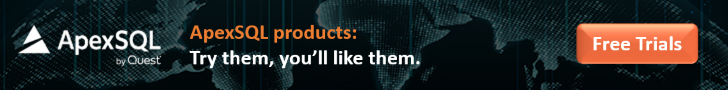 ApexSQL
by Quest
ApexSQL products:
Try them, you'll like them.
Free Trials